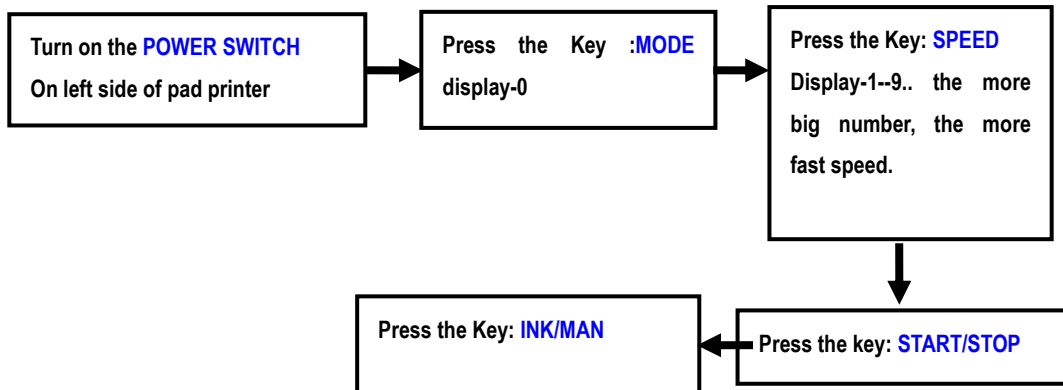 Turn on the POWER SWITCH
On left side of pad printer
Press the Key :MODE
display-0
Press the Key: SPEED
Display-1--9.. the more
big number, the more
fast speed.
Press the key: START/STOP
Press the Key: INK/MAN